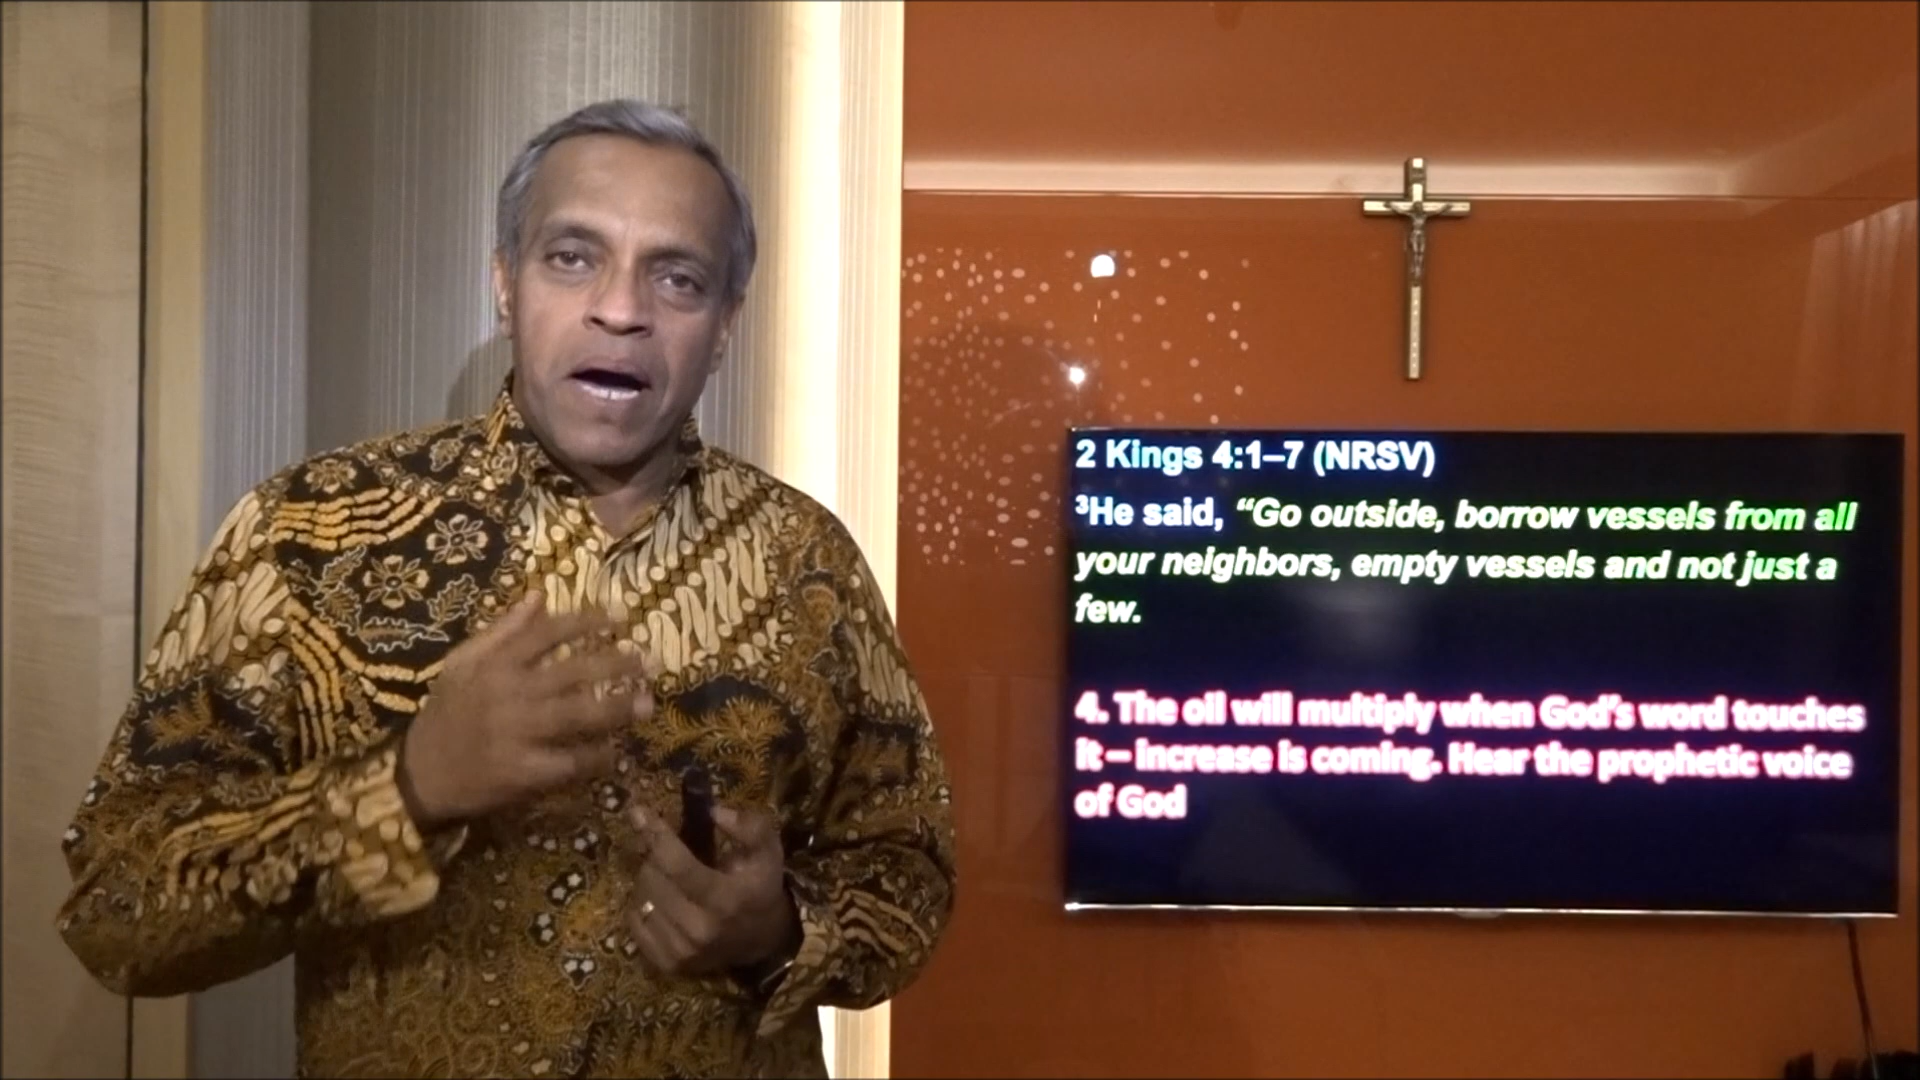 2 Kings 4:1–7 (NRSV)
³He said, “Go outside, borrow vessels from all
your neighbors, empty vessels and not just a
few.
4. The oil will multiply when God’s word touches
it – increase is coming. Hear the prophetic voice
of God